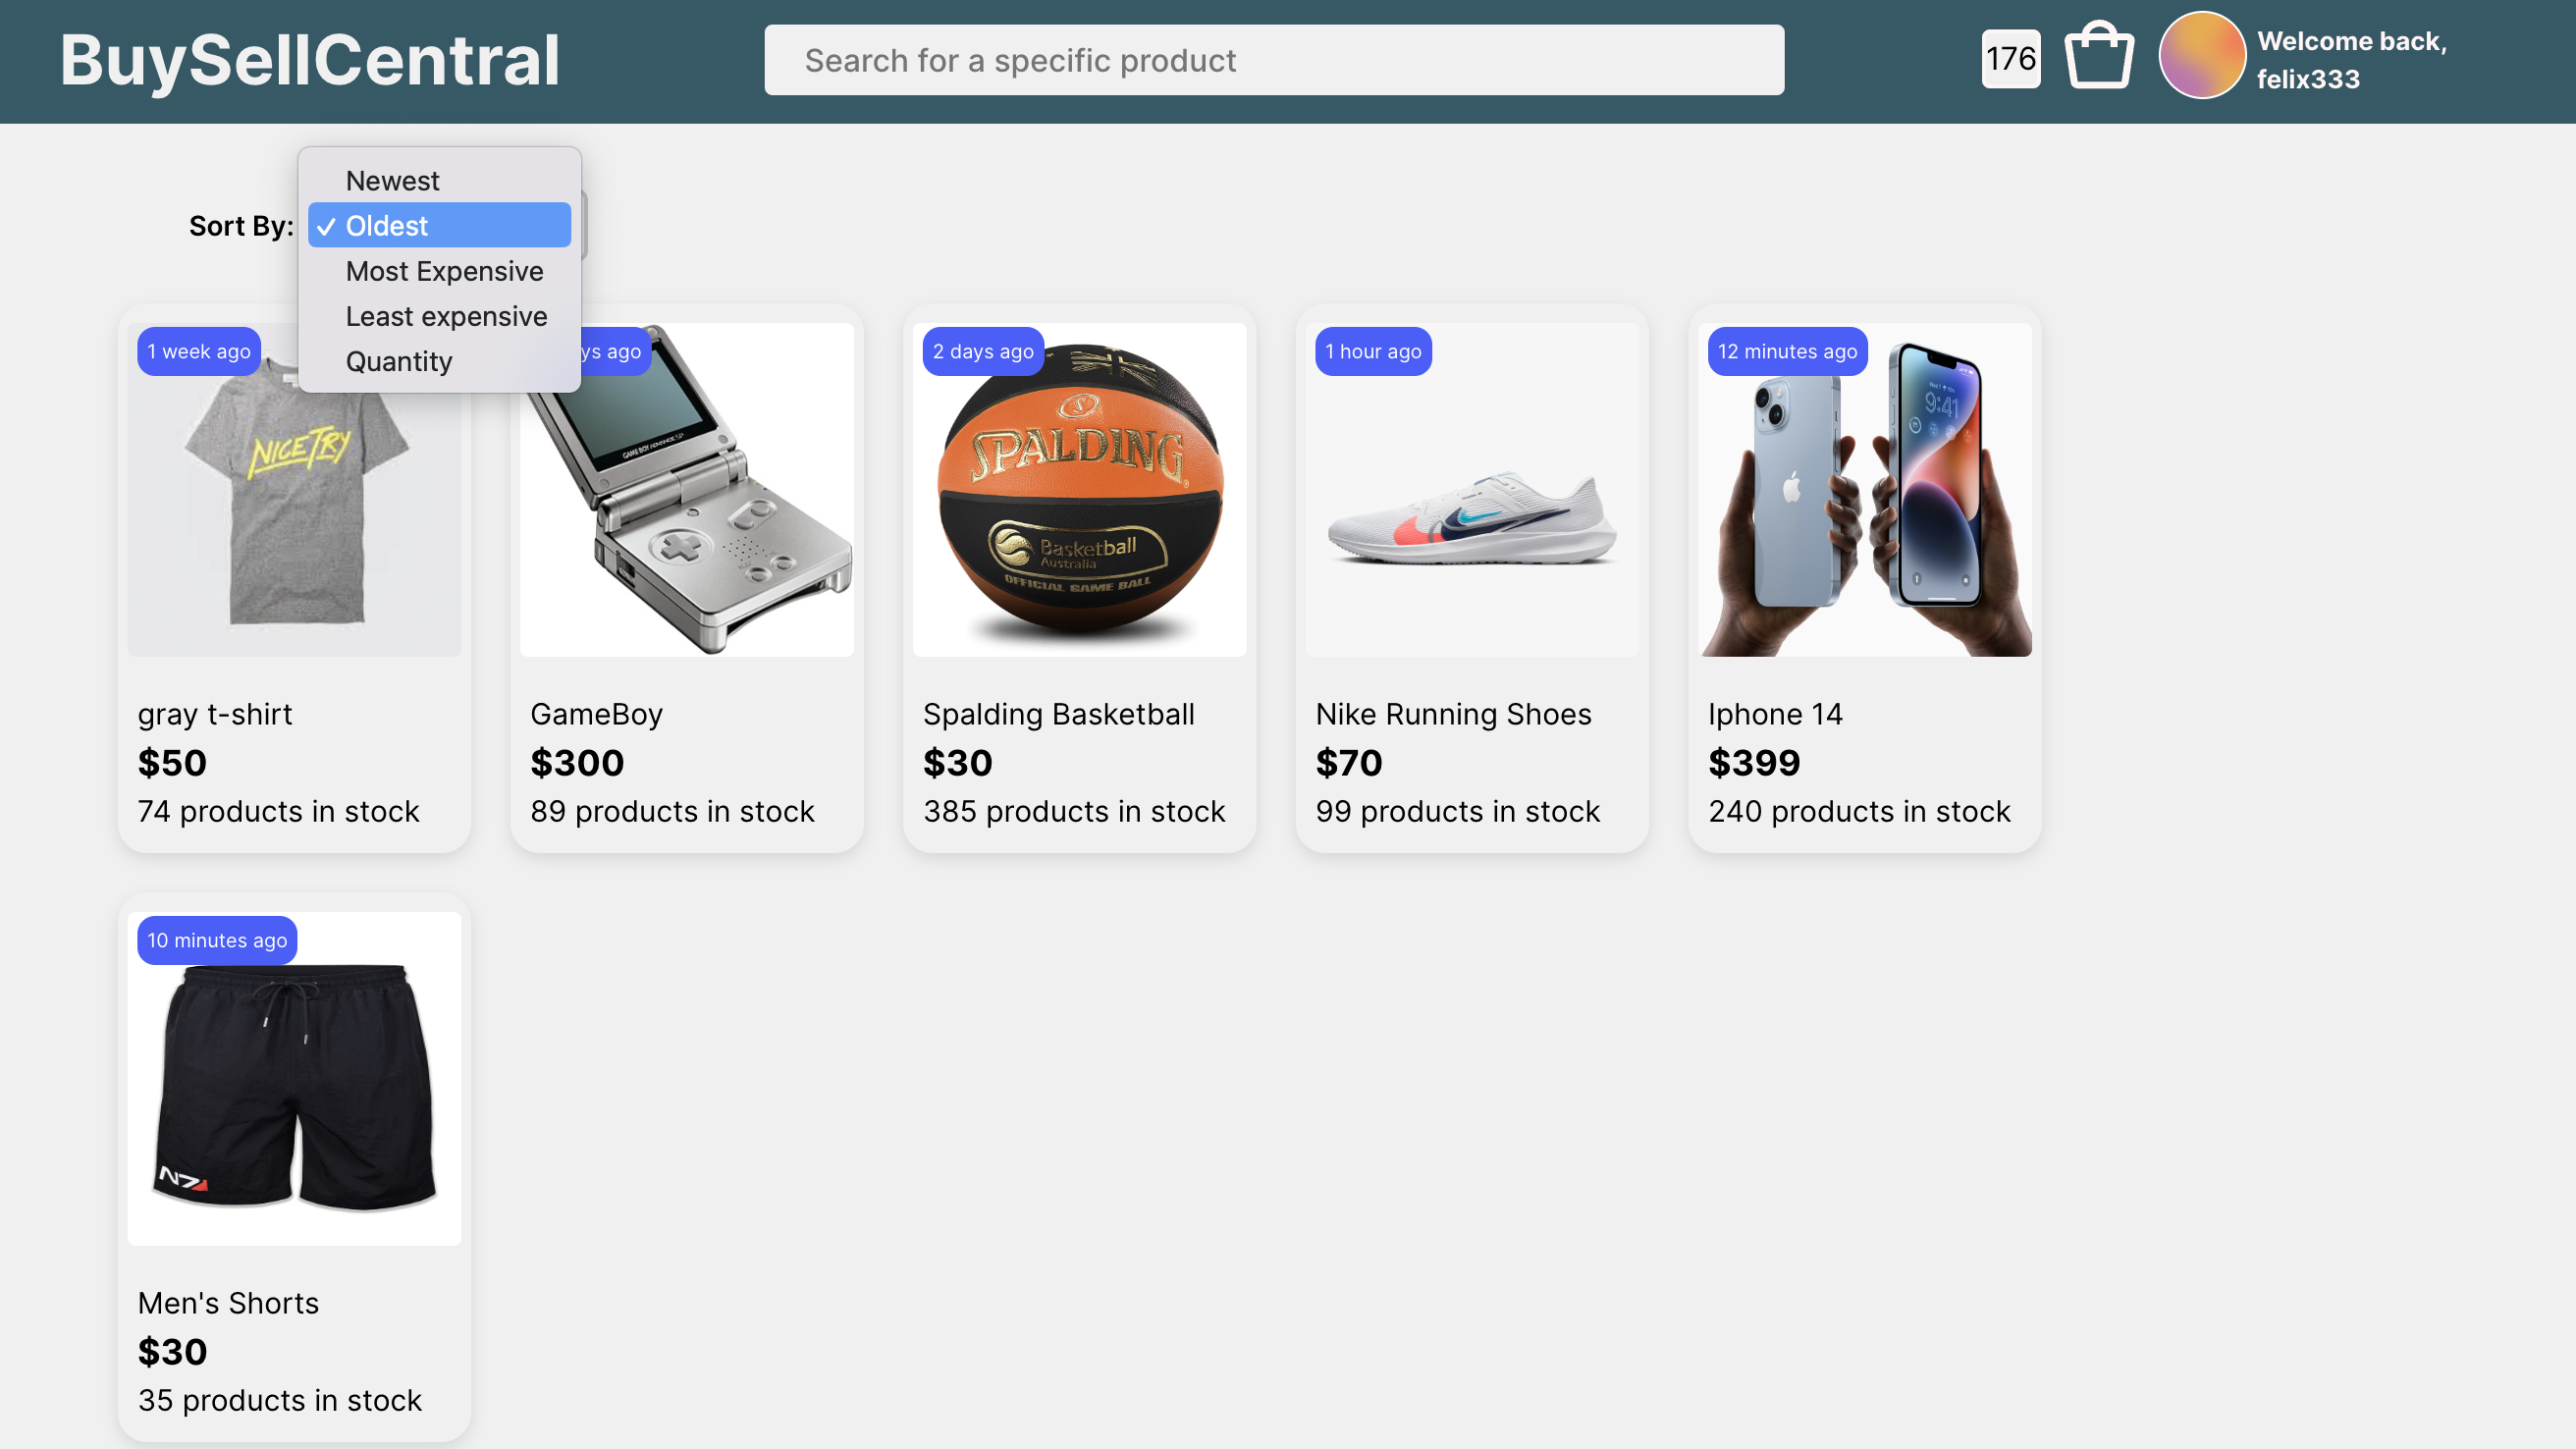 BuySellCentral
Search for a specific product
176
Welcome back,
felix333
Sort By:
Newest
✓ Oldest
Most Expensive
Least expensive
Quantity
1 week ago
ago
2 days ago
1 hour ago
12 minutes ago
NICE TRY
GAME BOY ADVANCE SP
SPALDING
Basketball
Australia
OFFICIAL GAME BALL
9:41
gray t-shirt
$50
74 products in stock
GameBoy
$300
89 products in stock
Spalding Basketball
$30
385 products in stock
Nike Running Shoes
$70
99 products in stock
Iphone 14
$399
240 products in stock
10 minutes ago
N7
Men's Shorts
$30
35 products in stock